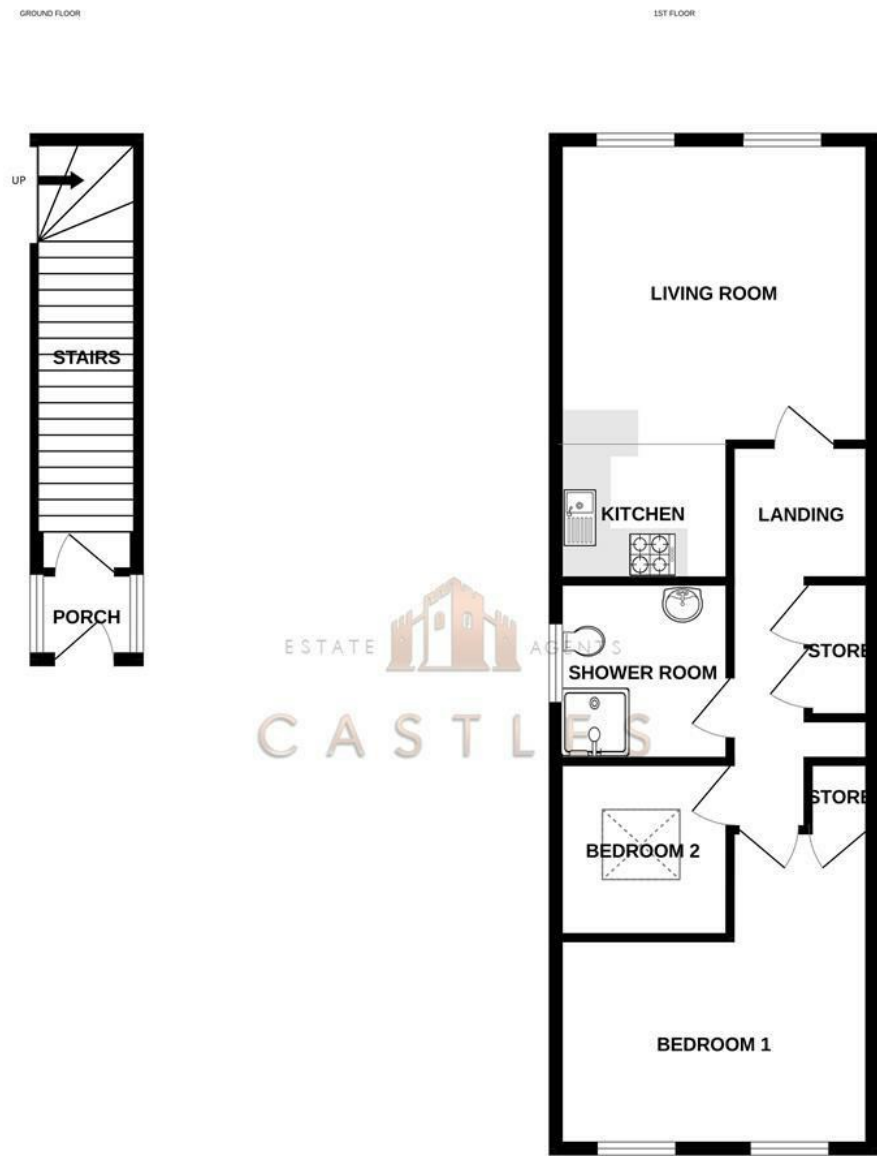 GROUND FLOOR
1ST FLOOR
UP
STAIRS
PORCH
LIVING ROOM
KITCHEN
LANDING
STORE
SHOWER ROOM
STORE
BEDROOM 2
BEDROOM 1
ESTATE AGENTS
CASTLES